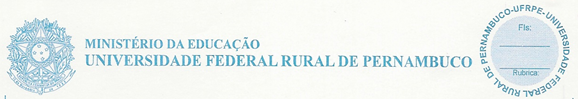 MINISTÉRIO DA EDUCAÇÃO
UNIVERSIDADE FEDERAL RURAL DE PERNAMBUCO
UNIVERSIDADE FEDERAL RURAL DE PERNAMBUCO-UFRPE-
Fls:
Rubrica: